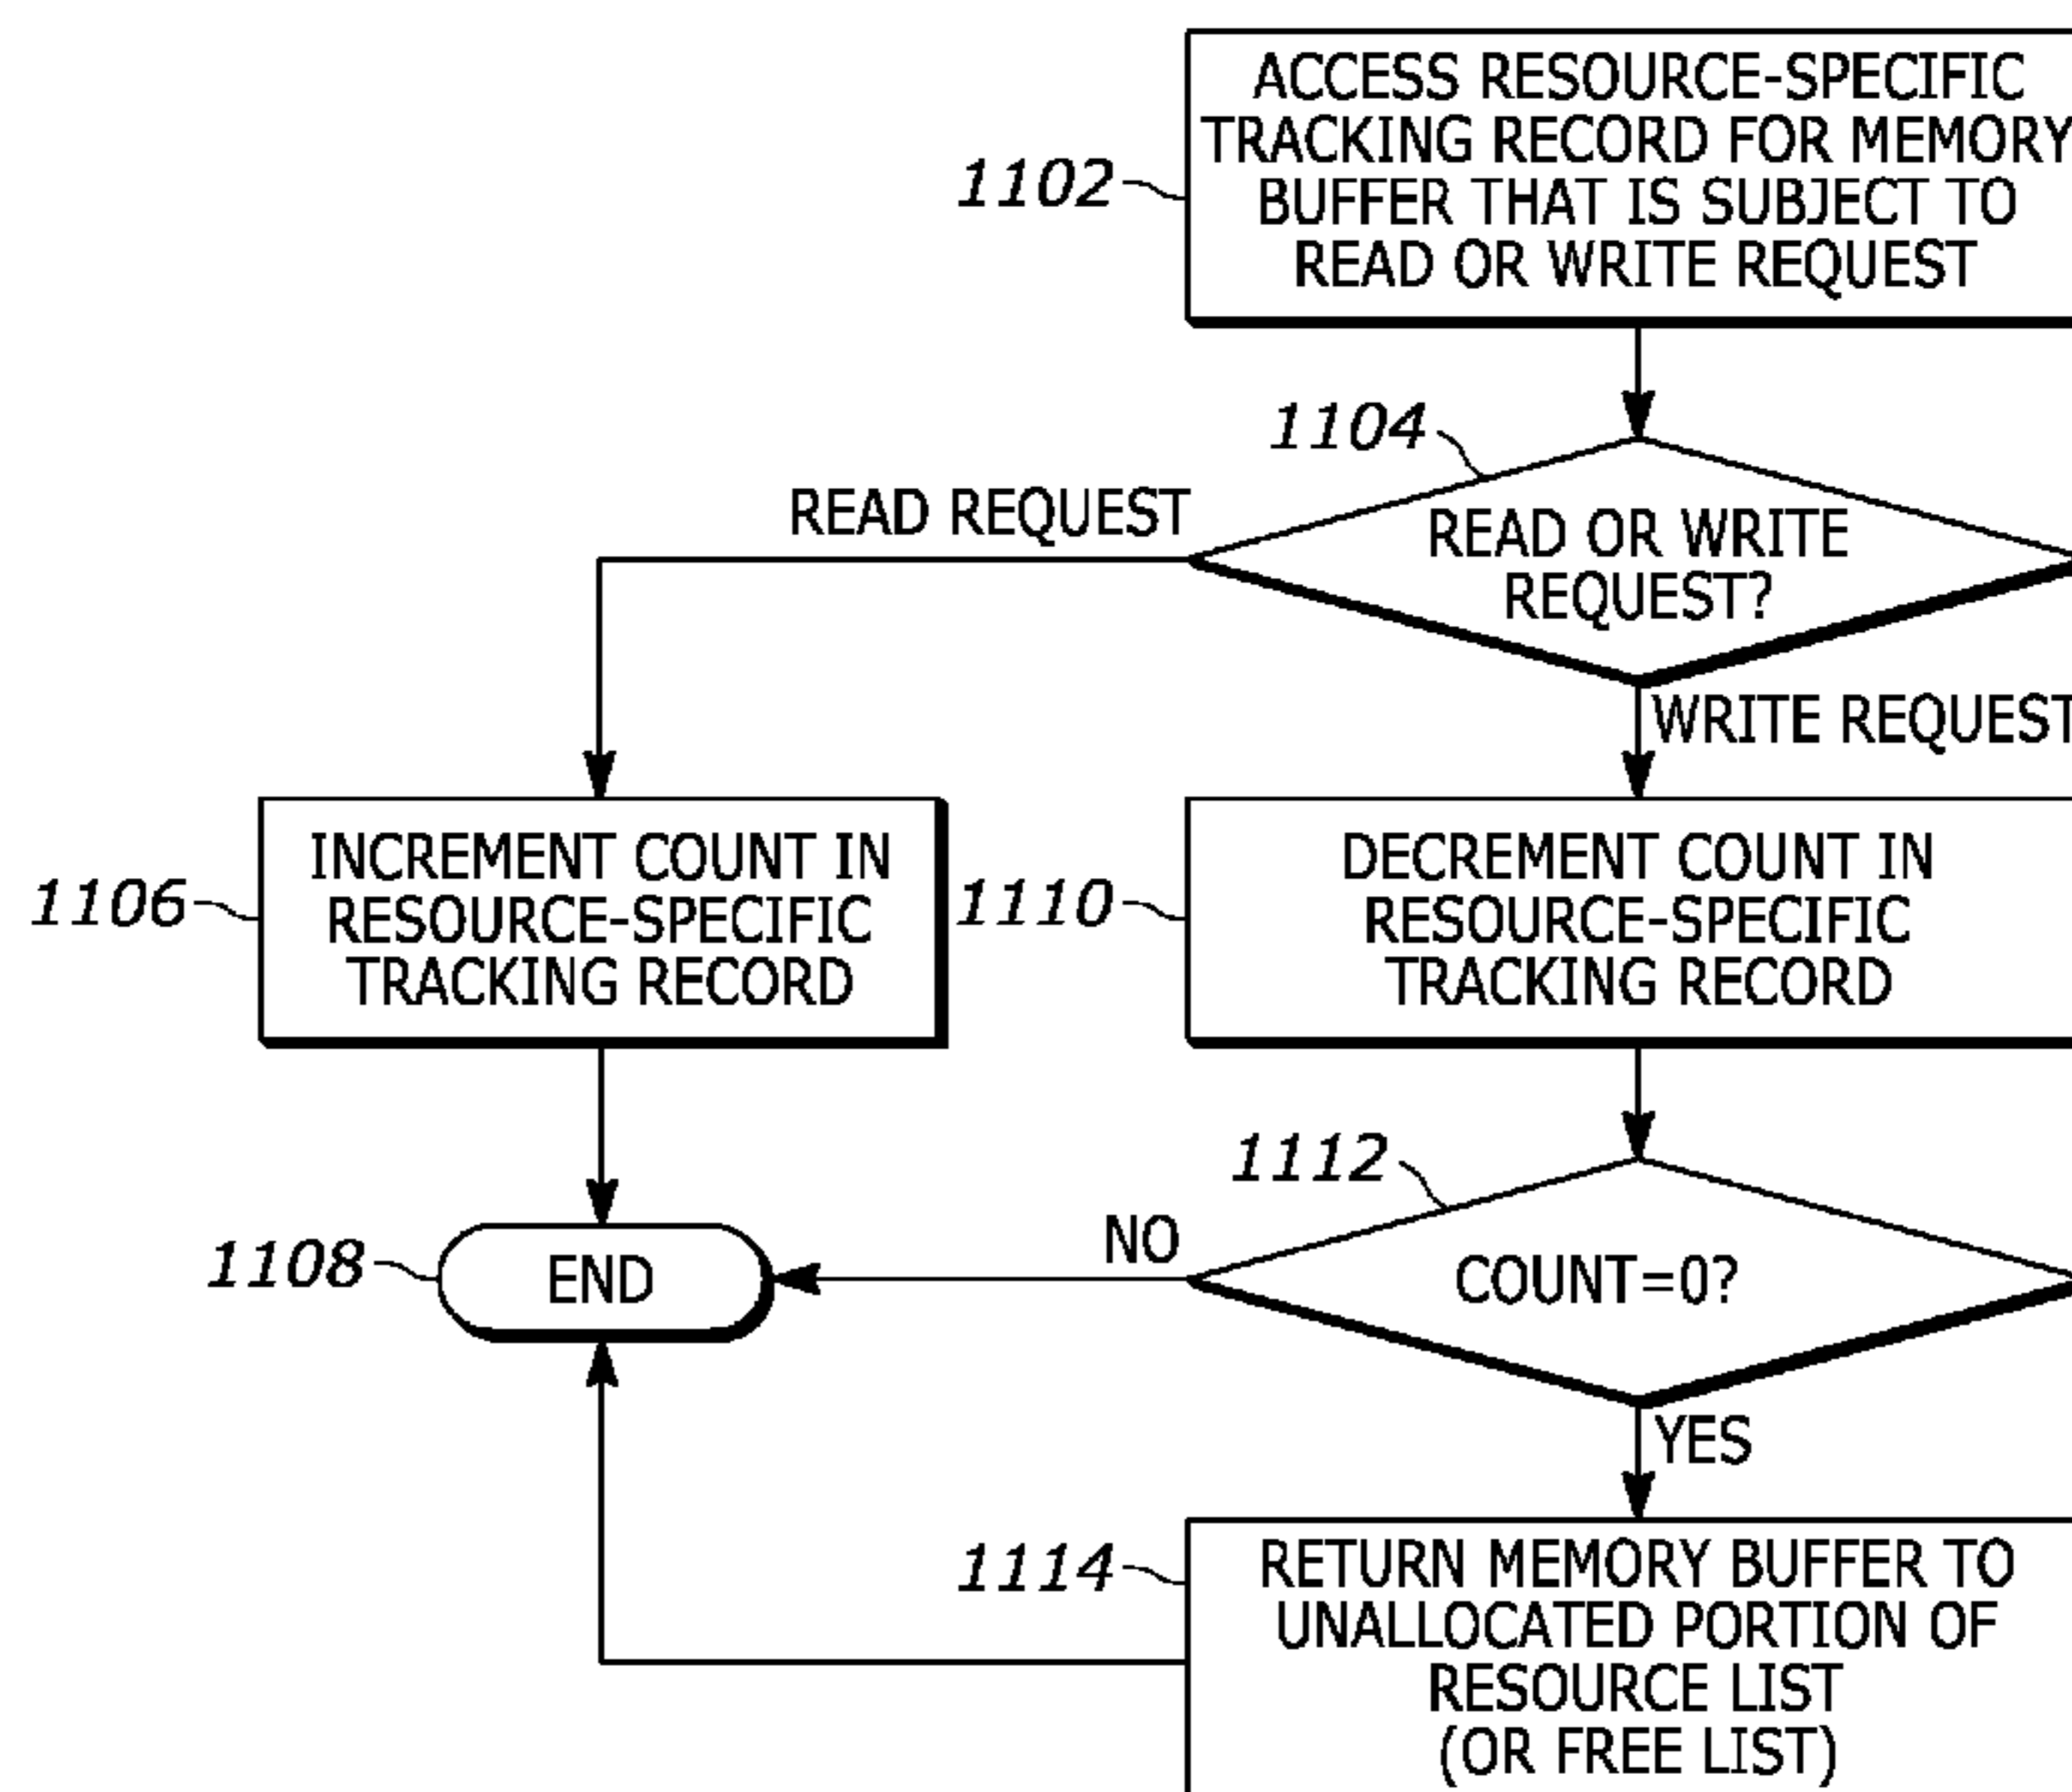 ACCESS RESOURCE-SPECIFIC
TRACKING RECORD FOR MEMORY
BUFFER THAT IS SUBJECT TO
READ OR WRITE REQUEST
1102
1104
READ REQUEST
READ OR WRITE
REQUEST?
WRITE REQUEST
1106
INCREMENT COUNT IN
RESOURCE-SPECIFIC
TRACKING RECORD
1110
DECREMENT COUNT IN
RESOURCE-SPECIFIC
TRACKING RECORD
1112
1108
END
NO
COUNT=0?
YES
1114
RETURN MEMORY BUFFER TO
UNALLOCATED PORTION OF
RESOURCE LIST
(OR FREE LIST)